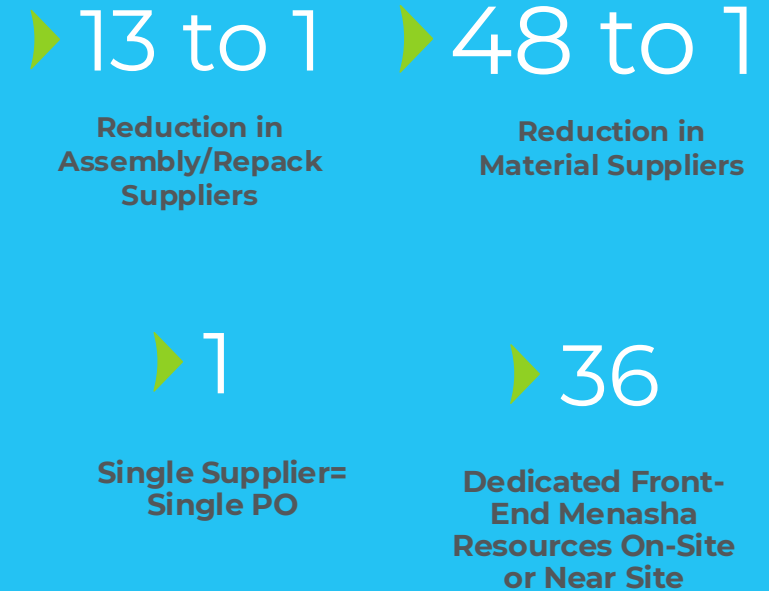 13 to 1
Reduction in
Assembly/Repack
Suppliers
48 to 1
Reduction in
Material Suppliers
1
Single Supplier=
Single PO
36
Dedicated Front-
End Menasha
Resources On-Site
or Near Site